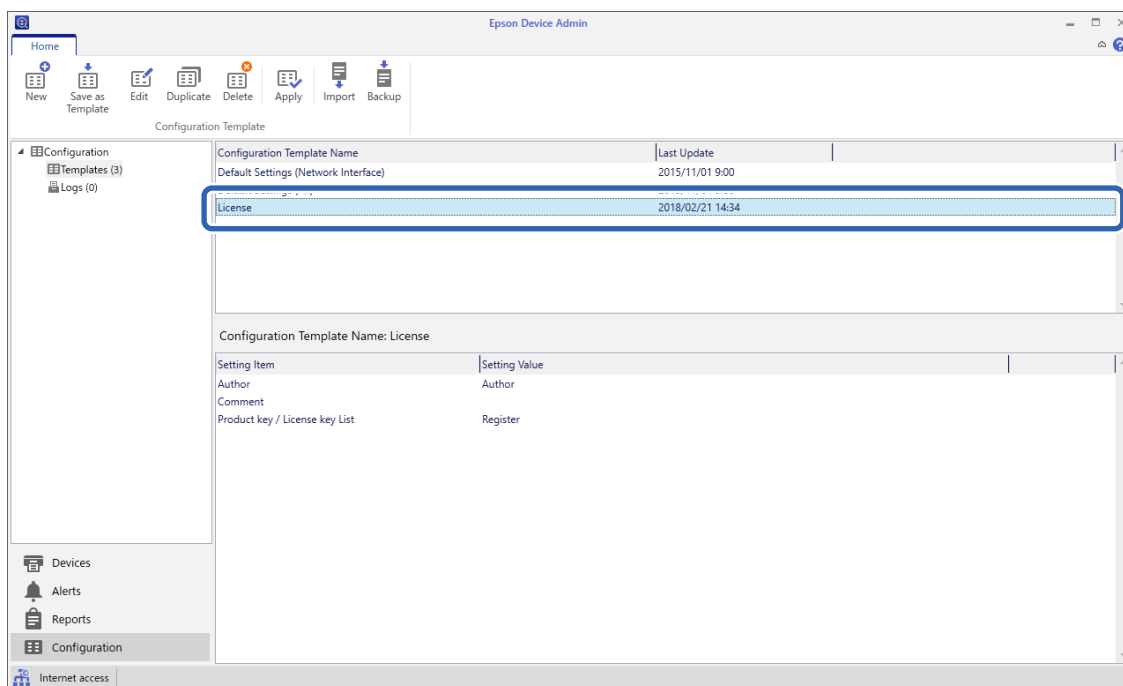 Epson Device Admin
Home
New
Save as
Template
Edit
Duplicate
Delete
Apply
Import
Backup
Configuration Template
Configuration
Templates (3)
Logs (0)
Configuration Template Name Last Update
Default Settings (Network Interface) 2015/11/01 9:00
License 2018/02/21 14:34
Configuration Template Name: License
Setting Item Setting Value
Author Author
Comment
Product key / License key List Register
Devices
Alerts
Reports
Configuration
Internet access